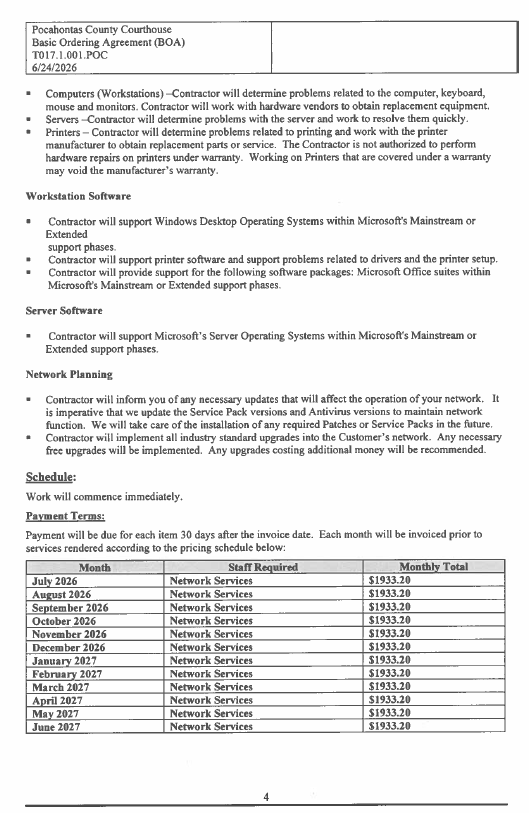 Pocahontas County Courthouse
Basic Ordering Agreement (BOA)
T017.1.001.POC
6/24/2026
▪ Computers (Workstations) –Contractor will determine problems related to the computer, keyboard,
mouse and monitors. Contractor will work with hardware vendors to obtain replacement equipment.
▪ Servers –Contractor will determine problems with the server and work to resolve them quickly.
▪ Printers – Contractor will determine problems related to printing and work with the printer
manufacturer to obtain replacement parts or service. The Contractor is not authorized to perform
hardware repairs on printers under warranty. Working on Printers that are covered under a warranty
may void the manufacturer's warranty.
Workstation Software
▪ Contractor will support Windows Desktop Operating Systems within Microsoft's Mainstream or
Extended
support phases.
▪ Contractor will support printer software and support problems related to drivers and the printer setup.
▪ Contractor will provide support for the following software packages: Microsoft Office suites within
Microsoft's Mainstream or Extended support phases.
Server Software
▪ Contractor will support Microsoft's Server Operating Systems within Microsoft's Mainstream or
Extended support phases.
Network Planning
▪ Contractor will inform you of any necessary updates that will affect the operation of your network. It
is imperative that we update the Service Pack versions and Antivirus versions to maintain network
function. We will take care of the installation of any required Patches or Service Packs in the future.
▪ Contractor will implement all industry standard upgrades into the Customer's network. Any necessary
free upgrades will be implemented. Any upgrades costing additional money will be recommended.
Schedule:
Work will commence immediately.
Payment Terms:
Payment will be due for each item 30 days after the invoice date. Each month will be invoiced prior to
services rendered according to the pricing schedule below:
Month Staff Required Monthly Total
July 2026 Network Services $1933.20
August 2026 Network Services $1933.20
September 2026 Network Services $1933.20
October 2026 Network Services $1933.20
November 2026 Network Services $1933.20
December 2026 Network Services $1933.20
January 2027 Network Services $1933.20
February 2027 Network Services $1933.20
March 2027 Network Services $1933.20
April 2027 Network Services $1933.20
May 2027 Network Services $1933.20
June 2027 Network Services $1933.20
4